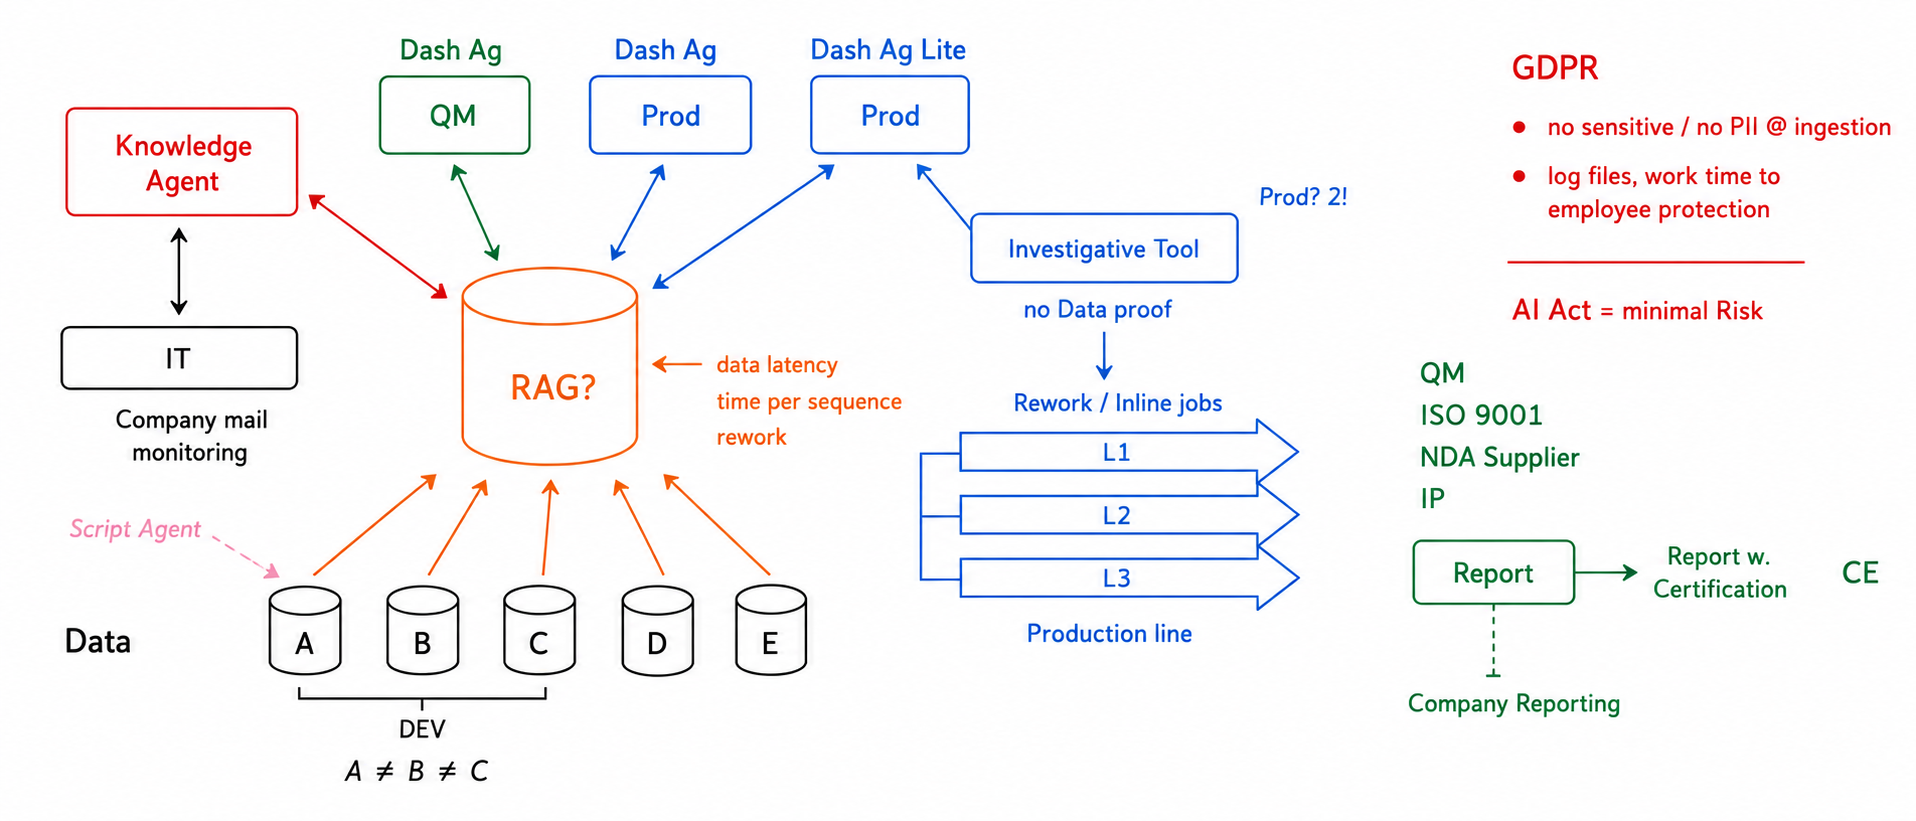 Dash Ag
QM
Dash Ag
Prod
Dash Ag Lite
Prod
Knowledge
Agent
IT
Company mail
monitoring
RAG?
data latency
time per sequence
rework
Prod? 2!
Investigative Tool
no Data proof
Rework / Inline jobs
L1
L2
L3
Production line
Script Agent
Data
A
B
C
D
E
DEV
A ≠ B ≠ C
GDPR
● no sensitive / no PII @ ingestion
● log files, work time to
employee protection
AI Act = minimal Risk
QM
ISO 9001
NDA Supplier
IP
Report
Report w.
Certification
CE
Company Reporting